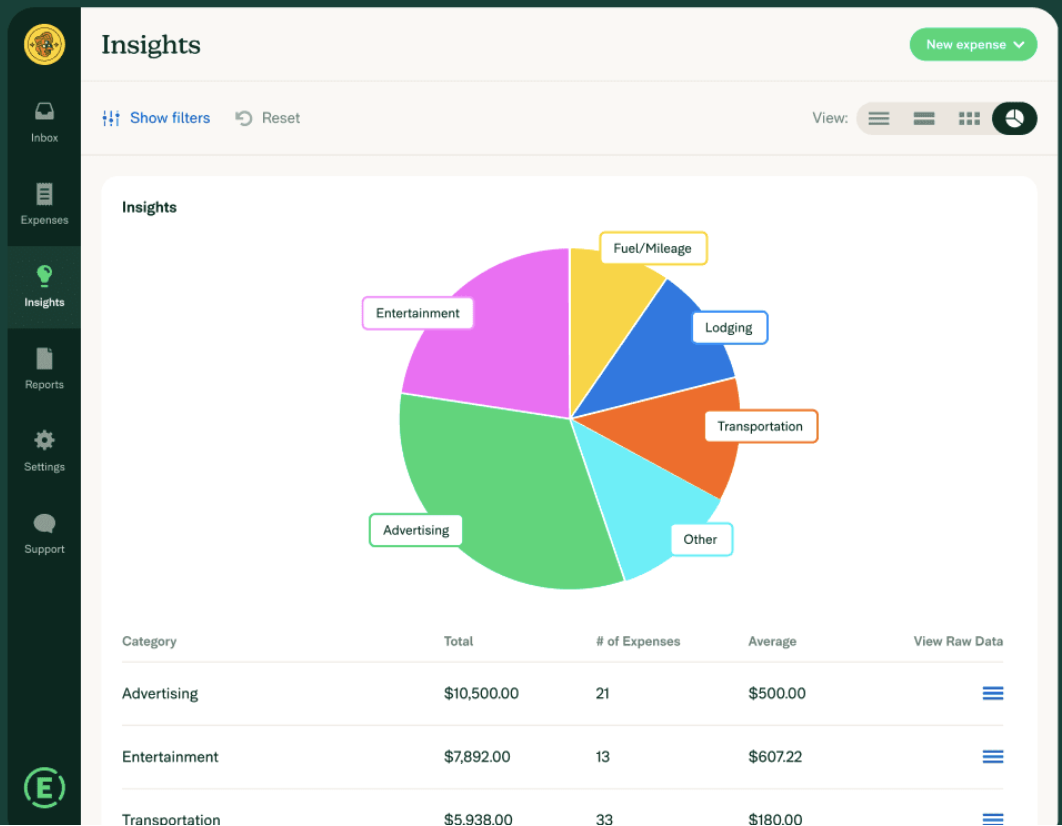 Insights
New expense
Show filters
Reset
View:
Inbox
Expenses
Insights
Reports
Settings
Support
E
Insights
Fuel/Mileage
Entertainment
Lodging
Transportation
Advertising
Other
Category Total # of Expenses Average View Raw Data
Advertising $10,500.00 21 $500.00
Entertainment $7,892.00 13 $607.22
Transportation $5,938.00 33 $180.00